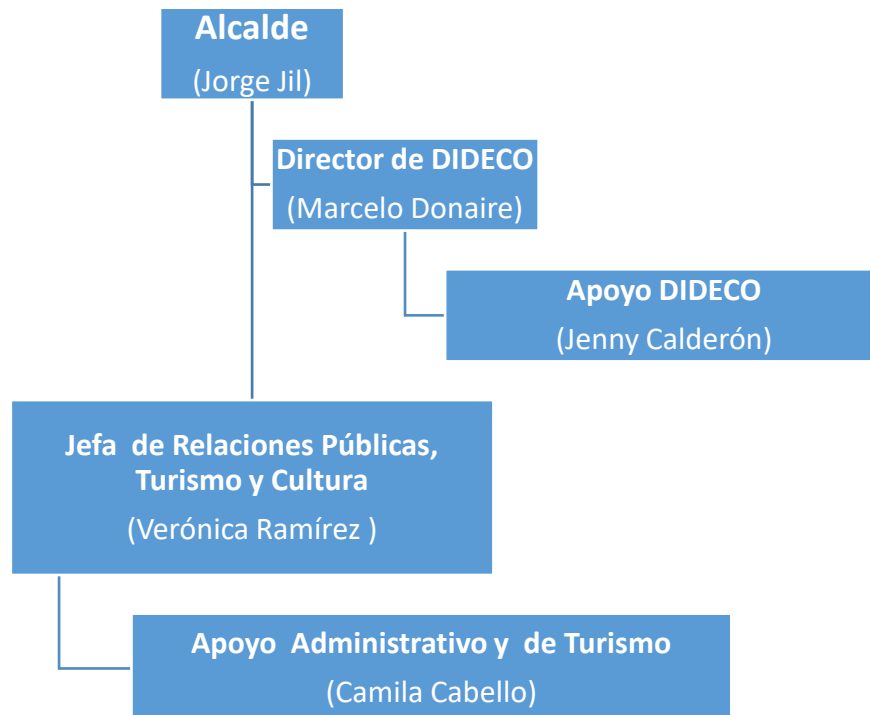 Alcalde
(Jorge Jil)
Director de DIDECO
(Marcelo Donaire)
Apoyo DIDECO
(Jenny Calderón)
Jefa  de Relaciones Públicas,
Turismo y Cultura
(Verónica Ramírez )
Apoyo  Administrativo y  de Turismo
(Camila Cabello)